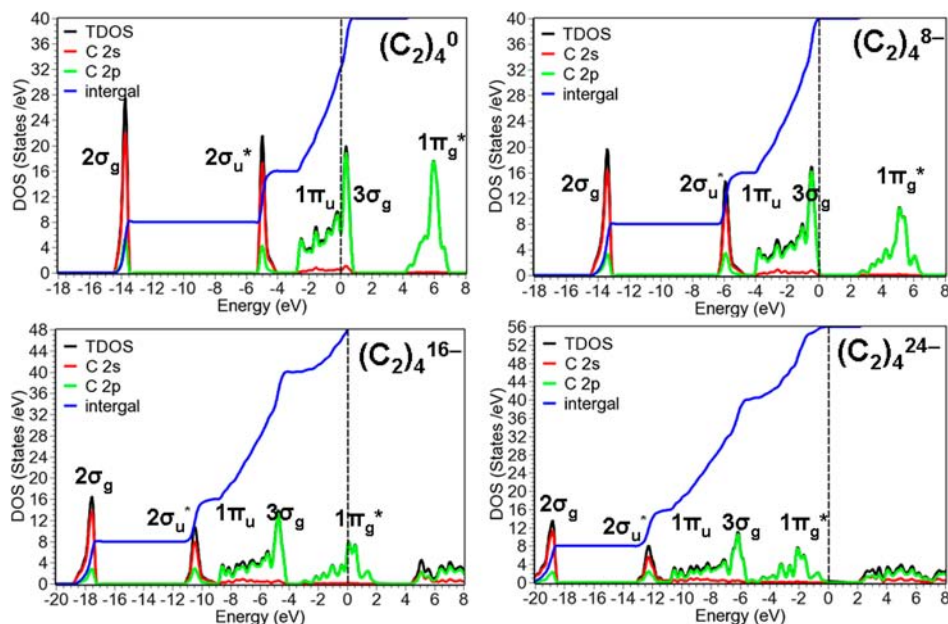 40
36
32
28
24
20
16
12
8
4
0
DOS (States /eV)
TDOS
C 2s
C 2p
intergal
(C₂)₄⁰
2σg
2σu*
1πu
3σg
1πg*
-18 -16 -14 -12 -10 -8 -6 -4 -2 0 2 4 6 8
Energy (eV)
40
36
32
28
24
20
16
12
8
4
0
DOS (States /eV)
TDOS
C 2s
C 2p
intergal
(C₂)₄⁸⁻
2σg
2σu*
1πu
3σg
1πg*
-18 -16 -14 -12 -10 -8 -6 -4 -2 0 2 4 6 8
Energy (eV)
48
44
40
36
32
28
24
20
16
12
8
4
0
DOS (States /eV)
TDOS
C 2s
C 2p
intergal
(C₂)₄¹⁶⁻
2σg
2σu*
1πu
3σg
1πg*
-20 -18 -16 -14 -12 -10 -8 -6 -4 -2 0 2 4 6 8
Energy (eV)
56
52
48
44
40
36
32
28
24
20
16
12
8
4
0
DOS (States /eV)
TDOS
C 2s
C 2p
intergal
(C₂)₄²⁴⁻
2σg
2σu*
1πu
3σg
1πg*
-20 -18 -16 -14 -12 -10 -8 -6 -4 -2 0 2 4 6 8
Energy (eV)